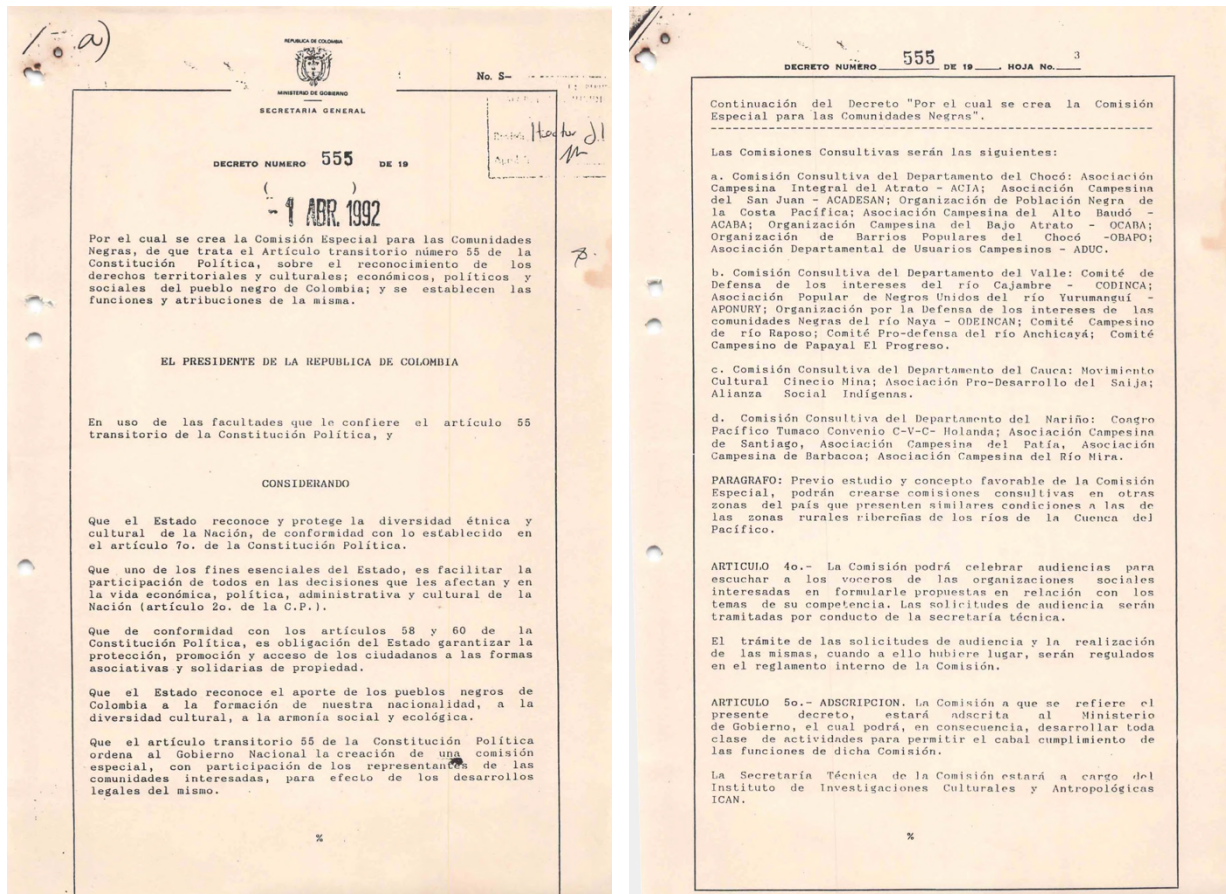 1- a)
REPUBLICA DE COLOMBIA
MINISTERIO DE GOBIERNO
SECRETARIA GENERAL
No. S-
DECRETO NUMERO 555 DE 19
( )
- 1 ABR. 1992
Por el cual se crea la Comisión Especial para las Comunidades
Negras, de que trata el Artículo transitorio número 55 de la
Constitución Política, sobre el reconocimiento de los
derechos territoriales y culturales; económicos, políticos y
sociales del pueblo negro de Colombia; y se establecen las
funciones y atribuciones de la misma.
EL PRESIDENTE DE LA REPUBLICA DE COLOMBIA
En uso de las facultades que le confiere el artículo 55
transitorio de la Constitución Política, y
CONSIDERANDO
Que el Estado reconoce y protege la diversidad étnica y
cultural de la Nación, de conformidad con lo establecido en
el artículo 7o. de la Constitución Política.
Que uno de los fines esenciales del Estado, es facilitar la
participación de todos en las decisiones que les afectan y en
la vida económica, política, administrativa y cultural de la
Nación (artículo 2o. de la C.P.).
Que de conformidad con los artículos 58 y 60 de la
Constitución Política, es obligación del Estado garantizar la
protección, promoción y acceso de los ciudadanos a las formas
asociativas y solidarias de propiedad.
Que el Estado reconoce el aporte de los pueblos negros de
Colombia a la formación de nuestra nacionalidad, a la
diversidad cultural, a la armonía social y ecológica.
Que el artículo transitorio 55 de la Constitución Política
ordena al Gobierno Nacional la creación de una comisión
especial, con participación de los representantes de las
comunidades interesadas, para efecto de los desarrollos
legales del mismo.
%
DECRETO NUMERO 555 DE 19 HOJA No. 3
Continuación del Decreto "Por el cual se crea la Comisión
Especial para las Comunidades Negras".
Las Comisiones Consultivas serán las siguientes:
a. Comisión Consultiva del Departamento del Chocó: Asociación
Campesina Integral del Atrato - ACIA; Asociación Campesina
del San Juan - ACADESAN; Organización de Población Negra de
la Costa Pacífica; Asociación Campesina del Alto Baudó -
ACABA; Organización Campesina del Bajo Atrato - OCABA;
Organización de Barrios Populares del Chocó -OBAPO;
Asociación Departamental de Usuarios Campesinos - ADUC.
b. Comisión Consultiva del Departamento del Valle: Comité de
Defensa de los intereses del río Cajambre - CODINCA;
Asociación Popular de Negros Unidos del río Yurumanguí -
APONURY; Organización por la Defensa de los intereses de las
comunidades Negras del río Naya - ODEINCAN; Comité Campesino
de río Raposo; Comité Pro-defensa del río Anchicayá; Comité
Campesino de Papayal El Progreso.
c. Comisión Consultiva del Departamento del Cauca: Movimiento
Cultural Cinecio Mina; Asociación Pro-Desarrollo del Saija;
Alianza Social Indígenas.
d. Comisión Consultiva del Departamento del Nariño: Congro
Pacífico Tumaco Convenio C-V-C- Holanda; Asociación Campesina
de Santiago, Asociación Campesina del Patía, Asociación
Campesina de Barbacoa; Asociación Campesina del Río Mira.
PARAGRAFO: Previo estudio y concepto favorable de la Comisión
Especial, podrán crearse comisiones consultivas en otras
zonas del país que presenten similares condiciones a las de
las zonas rurales ribereñas de los ríos de la Cuenca del
Pacífico.
ARTICULO 4o.- La Comisión podrá celebrar audiencias para
escuchar a los voceros de las organizaciones sociales
interesadas en formularle propuestas en relación con los
temas de su competencia. Las solicitudes de audiencia serán
tramitadas por conducto de la secretaría técnica.
El trámite de las solicitudes de audiencia y la realización
de las mismas, cuando a ello hubiere lugar, serán regulados
en el reglamento interno de la Comisión.
ARTICULO 5o.- ADSCRIPCION. La Comisión a que se refiere el
presente decreto, estará adscrita al Ministerio
de Gobierno, el cual podrá, en consecuencia, desarrollar toda
clase de actividades para permitir el cabal cumplimiento de
las funciones de dicha Comisión.
La Secretaría Técnica de la Comisión estará a cargo del
Instituto de Investigaciones Culturales y Antropológicas
ICAN.
%